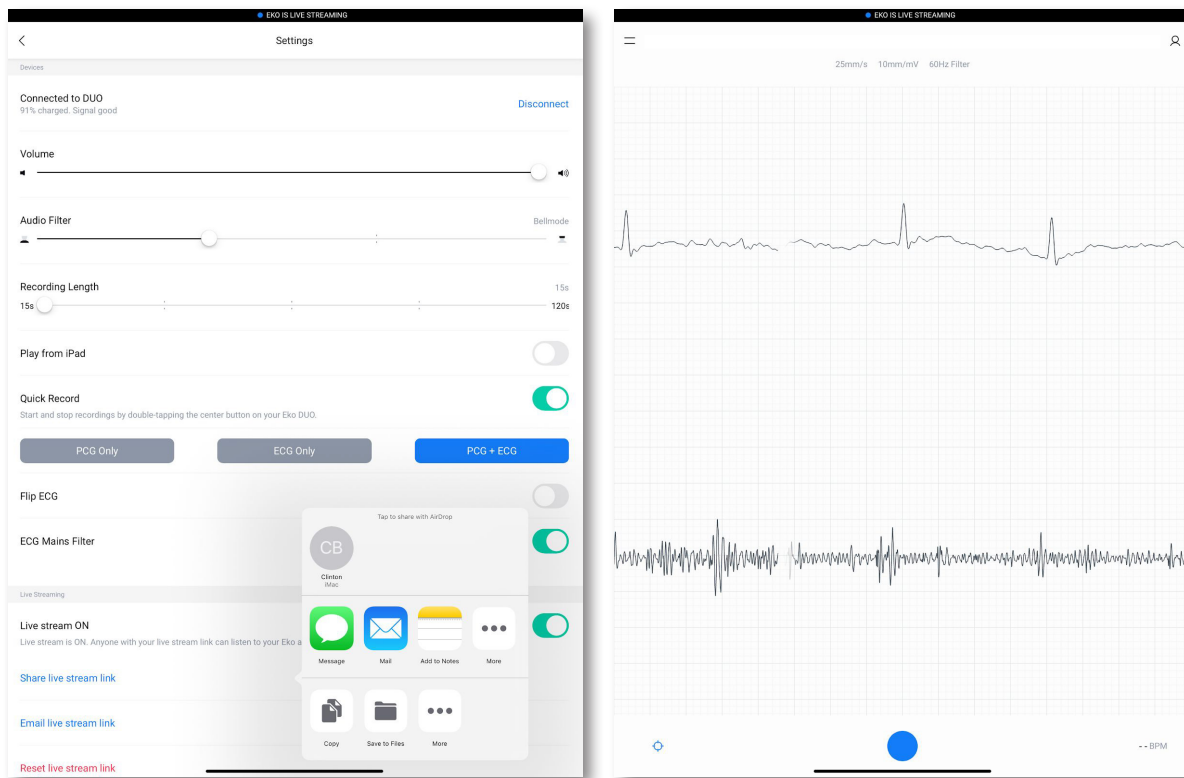 EKO IS LIVE STREAMING
Settings
Devices
Connected to DUO
91% charged. Signal good
Disconnect
Volume
Audio Filter
Bellmode
Recording Length
15s
15s
120s
Play from iPad
Quick Record
Start and stop recordings by double-tapping the center button on your Eko DUO.
PCG Only
ECG Only
PCG + ECG
Flip ECG
ECG Mains Filter
Live Streaming
Live stream ON
Live stream is ON. Anyone with your live stream link can listen to your Eko a
Share live stream link
Email live stream link
Reset live stream link
Tap to share with AirDrop
CB
Clinton
iMac
Message
Mail
Add to Notes
More
Copy
Save to Files
More
EKO IS LIVE STREAMING
25mm/s 10mm/mV 60Hz Filter
- - BPM